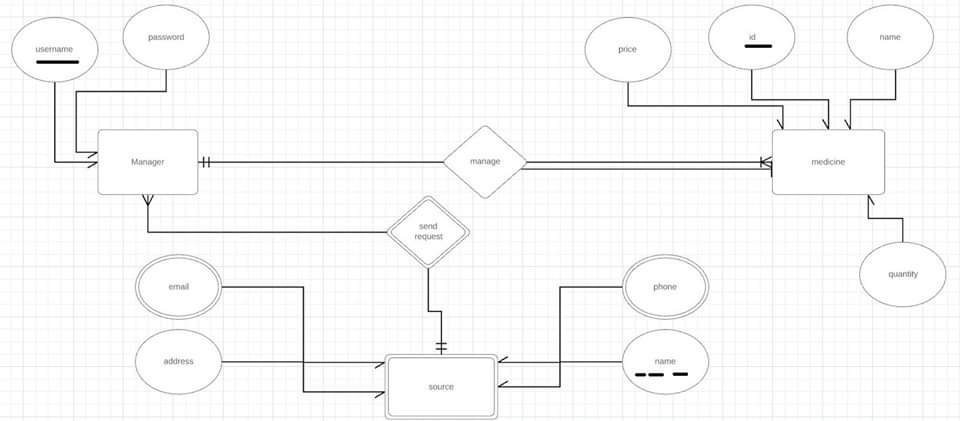 username
password
price
id
name
Manager
manage
medicine
send
request
quantity
email
phone
address
name
source